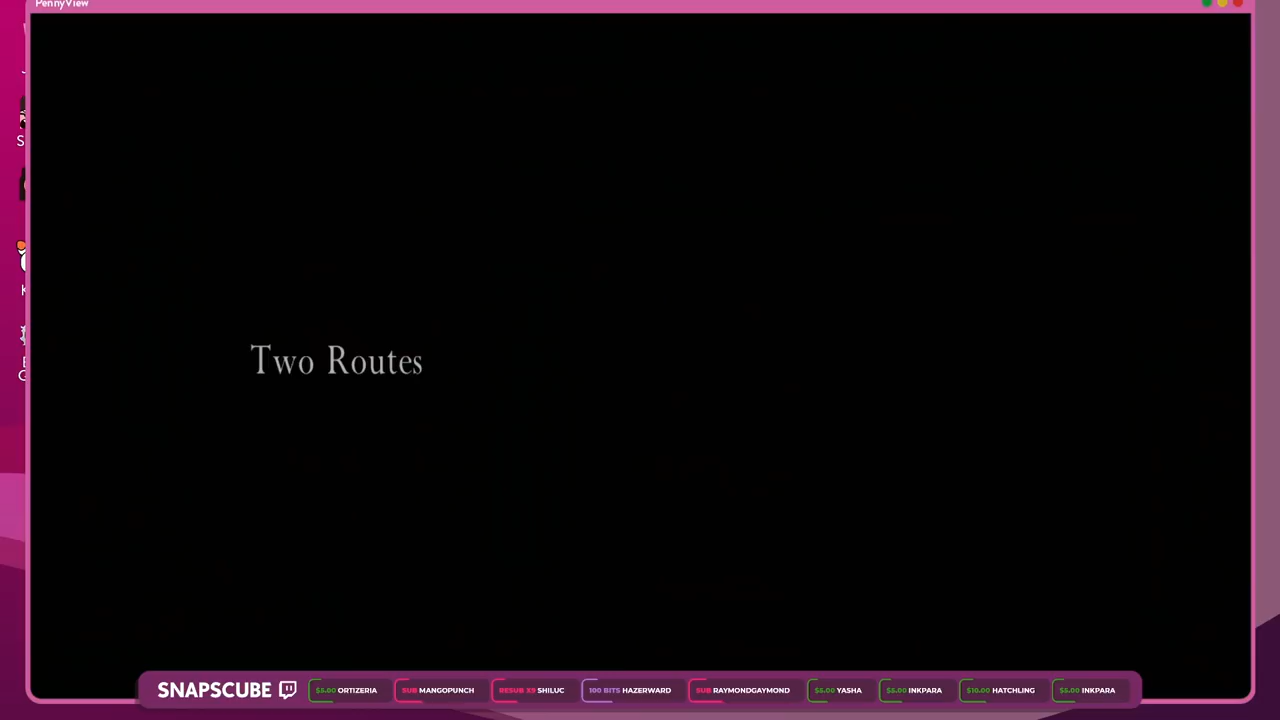 PennyView
J
S
K
E
G
Two Routes
SNAPSCUBE
$5.00 ORTIZERIA
SUB MANGOPUNCH
RESUB X9 SHILUC
100 BITS HAZERWARD
SUB RAYMONDGAYMOND
$5.00 YASHA
$5.00 INKPARA
$10.00 HATCHLING
$5.00 INKPARA